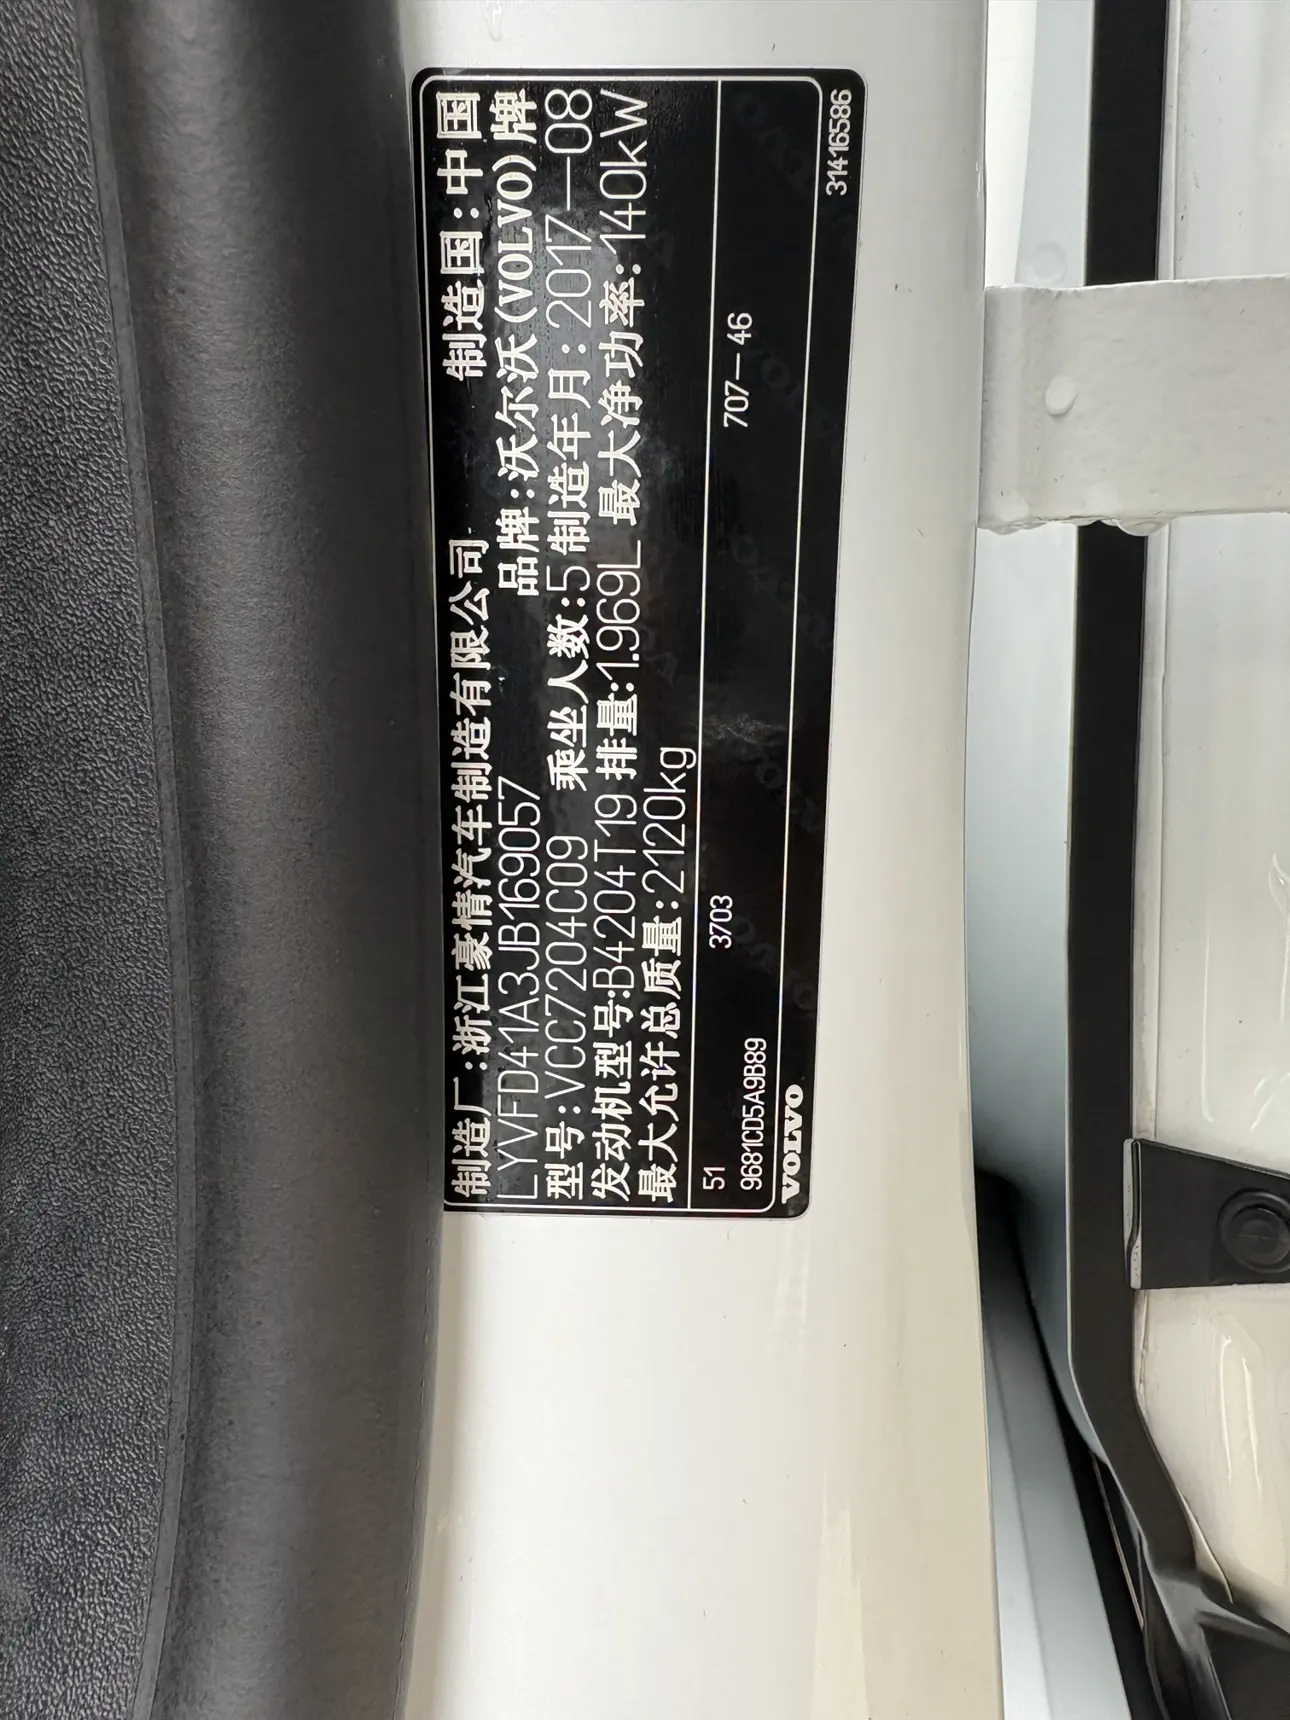 制造厂:浙江豪情汽车制造有限公司 制造国:中国
LYVFD41A3JB169057 品牌:沃尔沃(VOLVO)牌
型号:VCC7204C09 乘坐人数:5 制造年月:2017-08
发动机型号:B4204T19 排量:1.969L 最大净功率:140kW
最大允许总质量:2120kg
51 3703 707-46
9681CD5A9B89
VOLVO 31416586